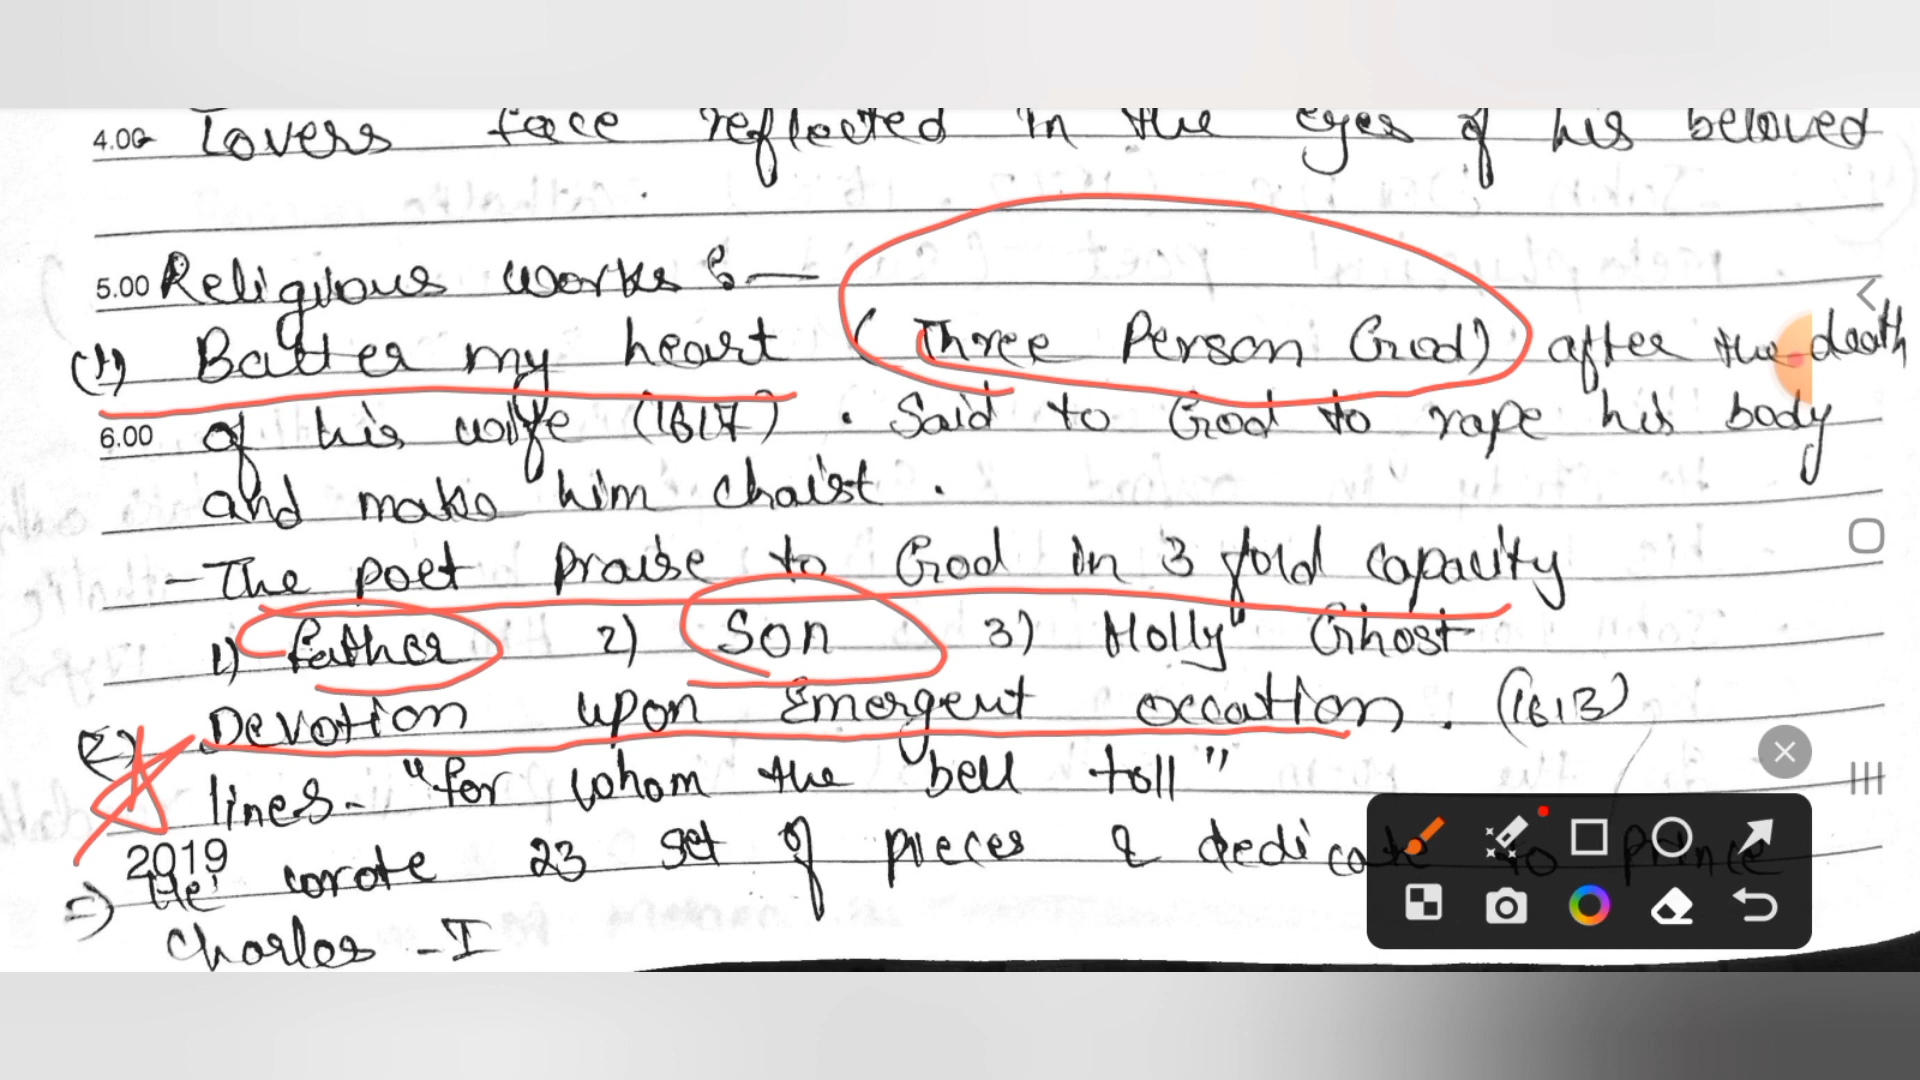 4.00 Lovers face reflected in the eyes of his beloved
5.00 Religious works :—
(1) Batter my heart (Three Person God) after the death
6.00 of his wife (1617). Said to God to rape his body
and make him chaist.
- The poet praise to God in 3 fold capacity
1) father 2) Son 3) Holly Ghost
(2) Devotion upon Emergent occation. (1613)
lines - "for whom the bell toll"
2019
=) He wrote 23 set of pieces & dedicate to Prince
Charles - I